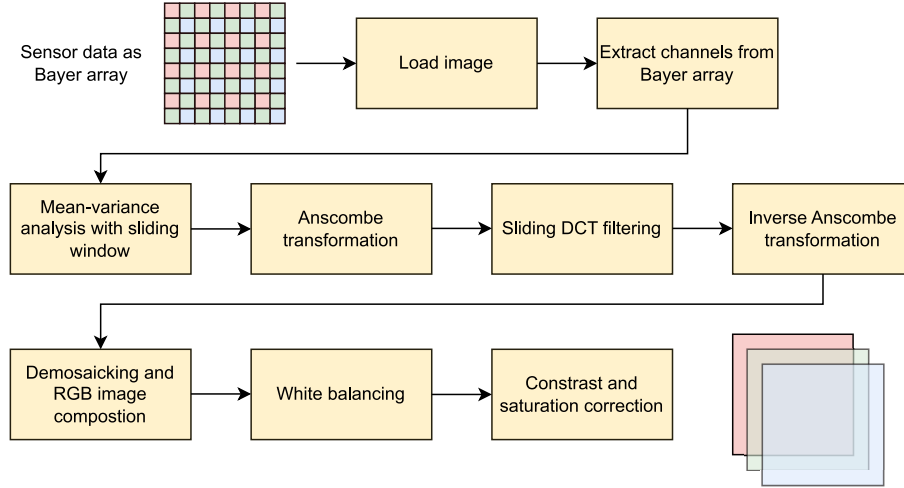 Sensor data as
Bayer array
Load image
Extract channels from
Bayer array
Mean-variance
analysis with sliding
window
Anscombe
transformation
Sliding DCT filtering
Inverse Anscombe
transformation
Demosaicking and
RGB image
compostion
White balancing
Constrast and
saturation correction